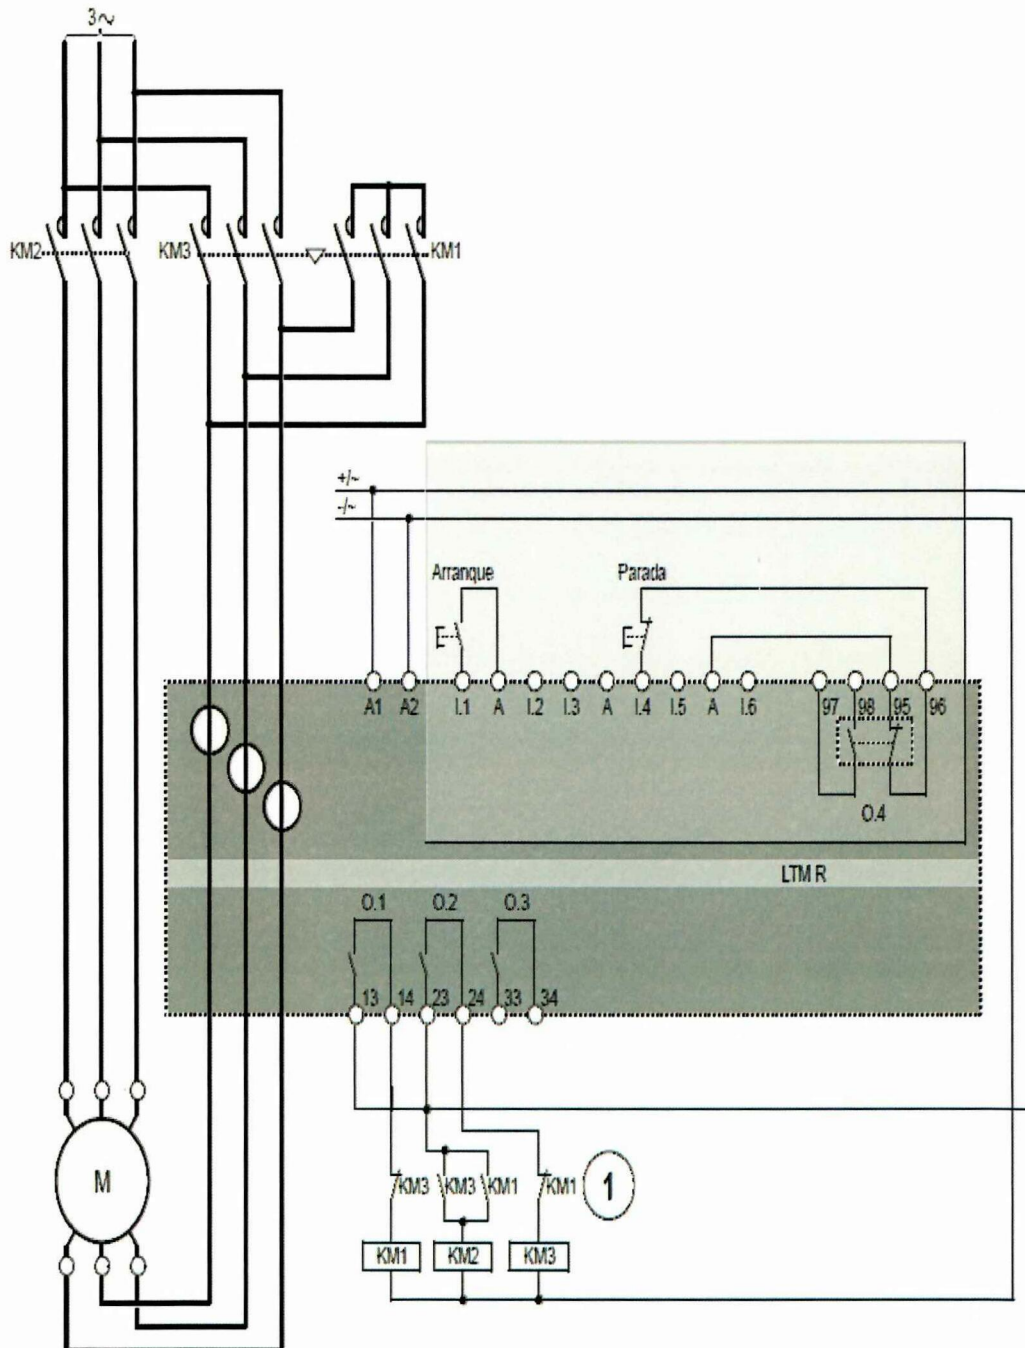 3~
KM2
KM3
KM1
+/~
-/~
Arranque
Parada
A1
A2
I.1
A
I.2
I.3
A
I.4
I.5
A
I.6
97
98
95
96
O.4
LTM R
O.1
O.2
O.3
13
14
23
24
33
34
M
KM3
KM3
KM1
KM1
1
KM1
KM2
KM3